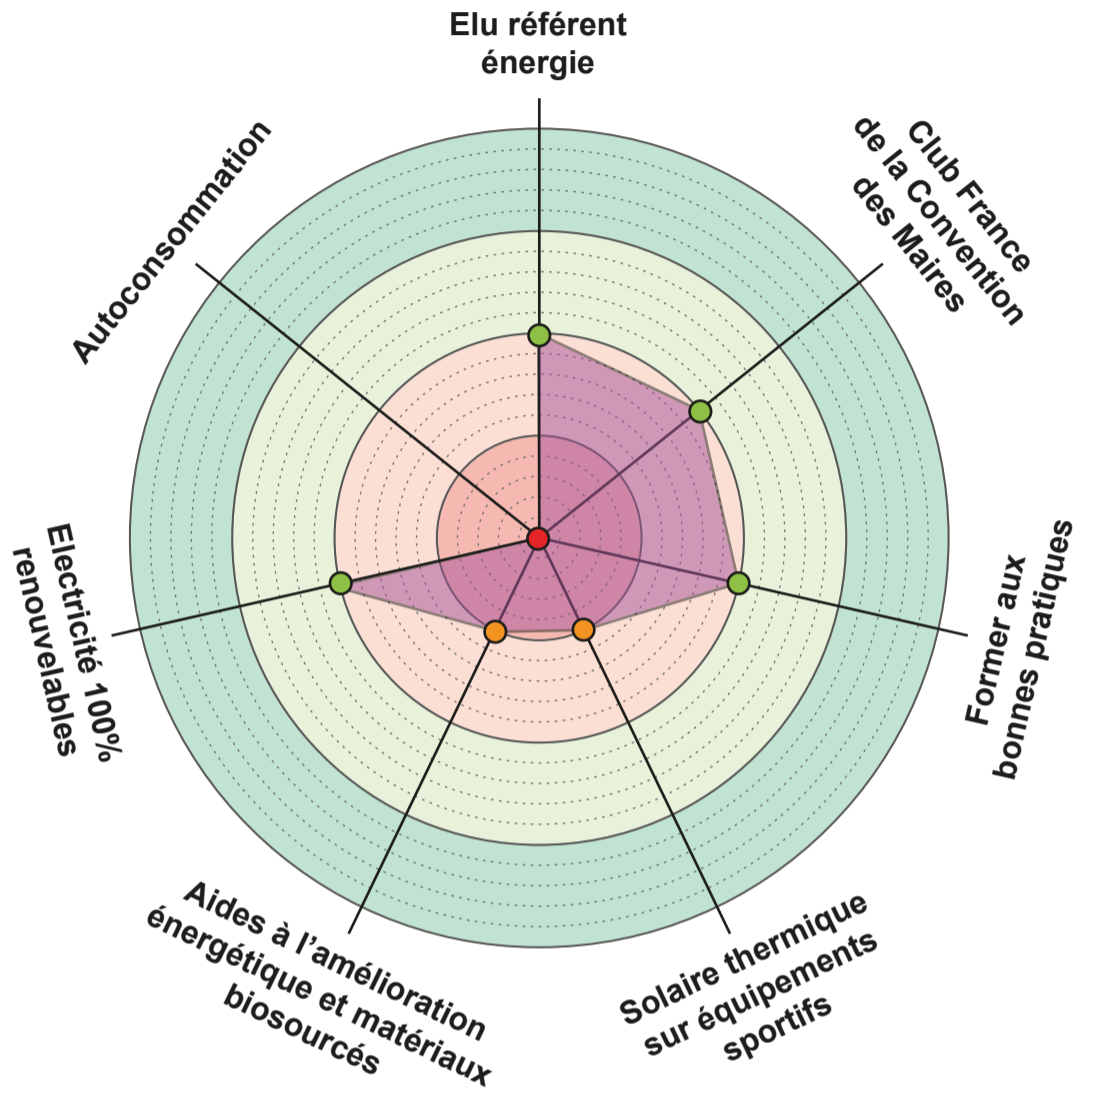 Elu référent
énergie
Club France
de la Convention
des Maires
Former aux
bonnes pratiques
Solaire thermique
sur équipements
sportifs
Aides à l’amélioration
énergétique et matériaux
biosourcés
Electricité 100%
renouvelables
Autoconsommation